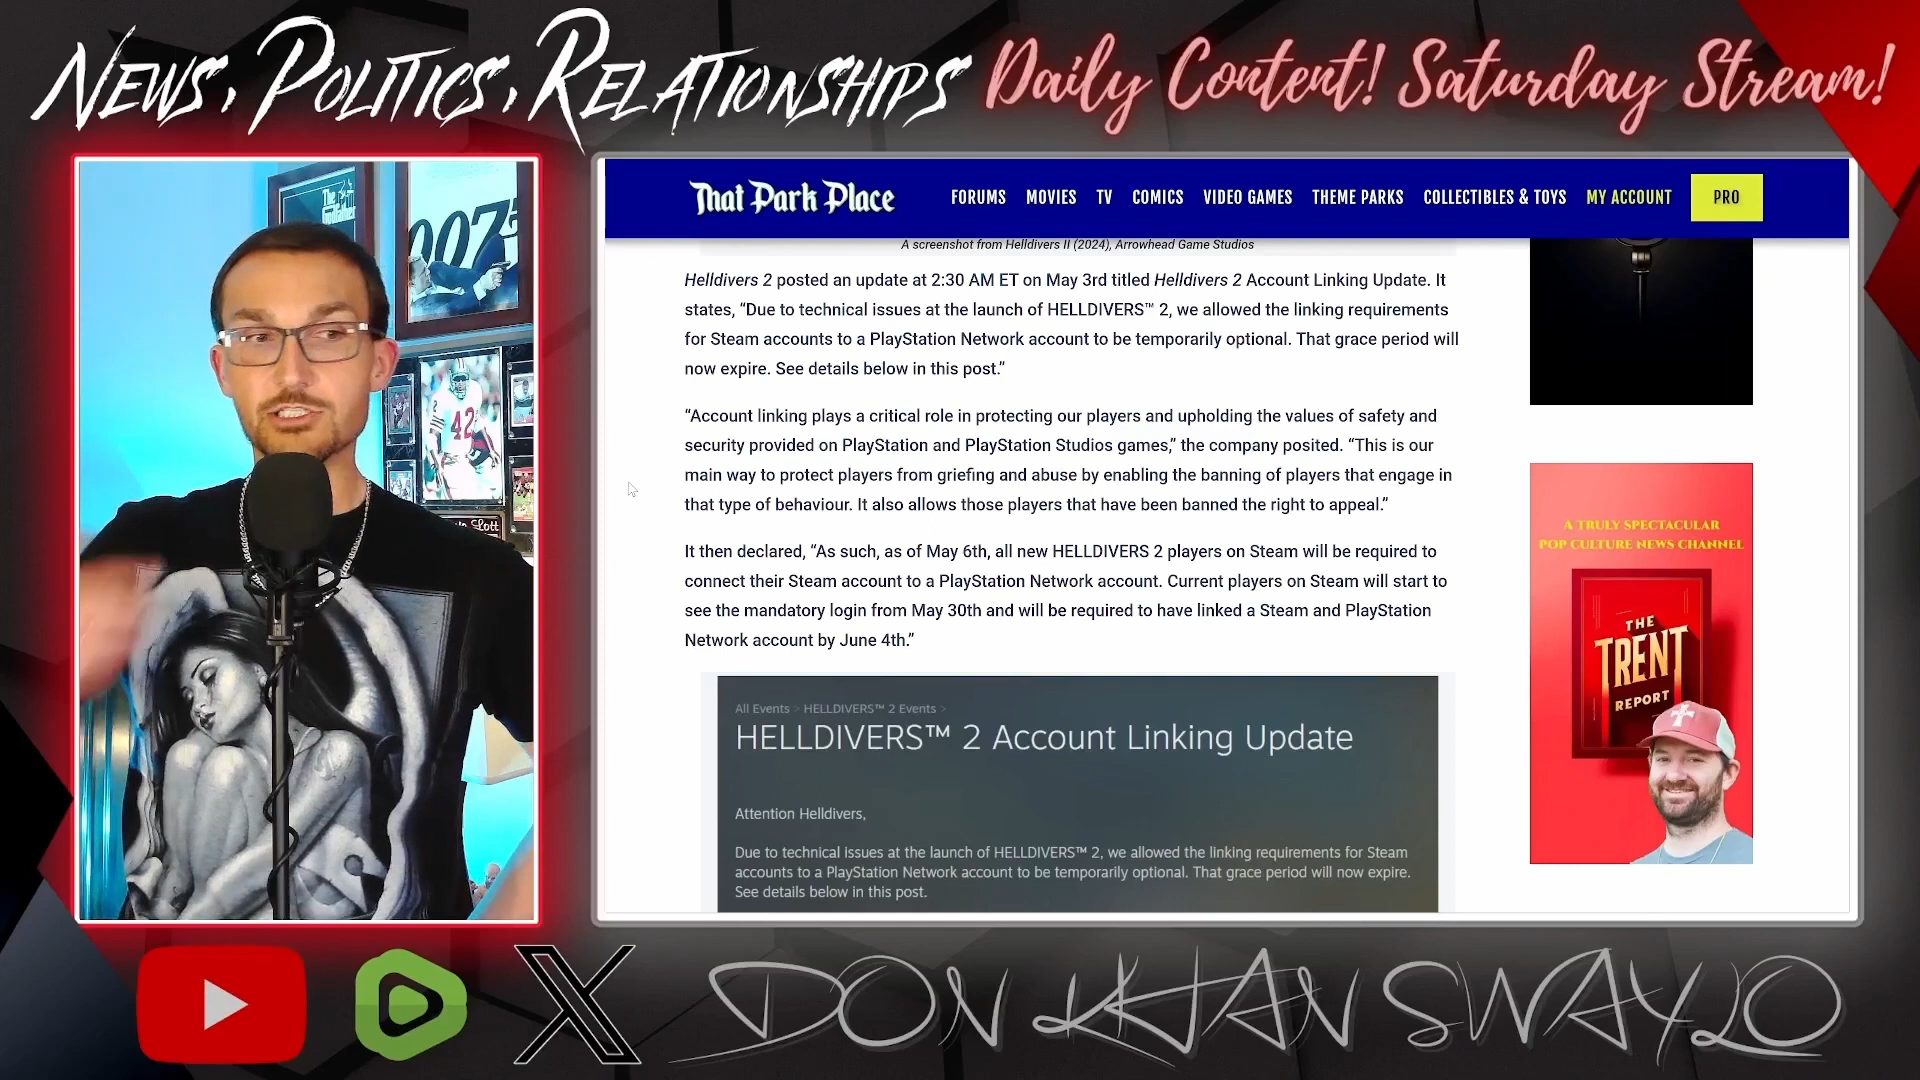 NEWS, POLITICS, RELATIONSHIPS Daily Content! Saturday Stream!
The
Godfather
007
42
Lott
That Park Place FORUMS MOVIES TV COMICS VIDEO GAMES THEME PARKS COLLECTIBLES & TOYS MY ACCOUNT PRO
A screenshot from Helldivers II (2024), Arrowhead Game Studios
Helldivers 2 posted an update at 2:30 AM ET on May 3rd titled Helldivers 2 Account Linking Update. It
states, “Due to technical issues at the launch of HELLDIVERS™ 2, we allowed the linking requirements
for Steam accounts to a PlayStation Network account to be temporarily optional. That grace period will
now expire. See details below in this post.”
“Account linking plays a critical role in protecting our players and upholding the values of safety and
security provided on PlayStation and PlayStation Studios games,” the company posited. “This is our
main way to protect players from griefing and abuse by enabling the banning of players that engage in
that type of behaviour. It also allows those players that have been banned the right to appeal.”
It then declared, “As such, as of May 6th, all new HELLDIVERS 2 players on Steam will be required to
connect their Steam account to a PlayStation Network account. Current players on Steam will start to
see the mandatory login from May 30th and will be required to have linked a Steam and PlayStation
Network account by June 4th.”
All Events > HELLDIVERS™ 2 Events >
HELLDIVERS™ 2 Account Linking Update
Attention Helldivers,
Due to technical issues at the launch of HELLDIVERS™ 2, we allowed the linking requirements for Steam
accounts to a PlayStation Network account to be temporarily optional. That grace period will now expire.
See details below in this post.
A TRULY SPECTACULAR
POP CULTURE NEWS CHANNEL
THE
TRENT
REPORT
DON KHAN SWAYLO